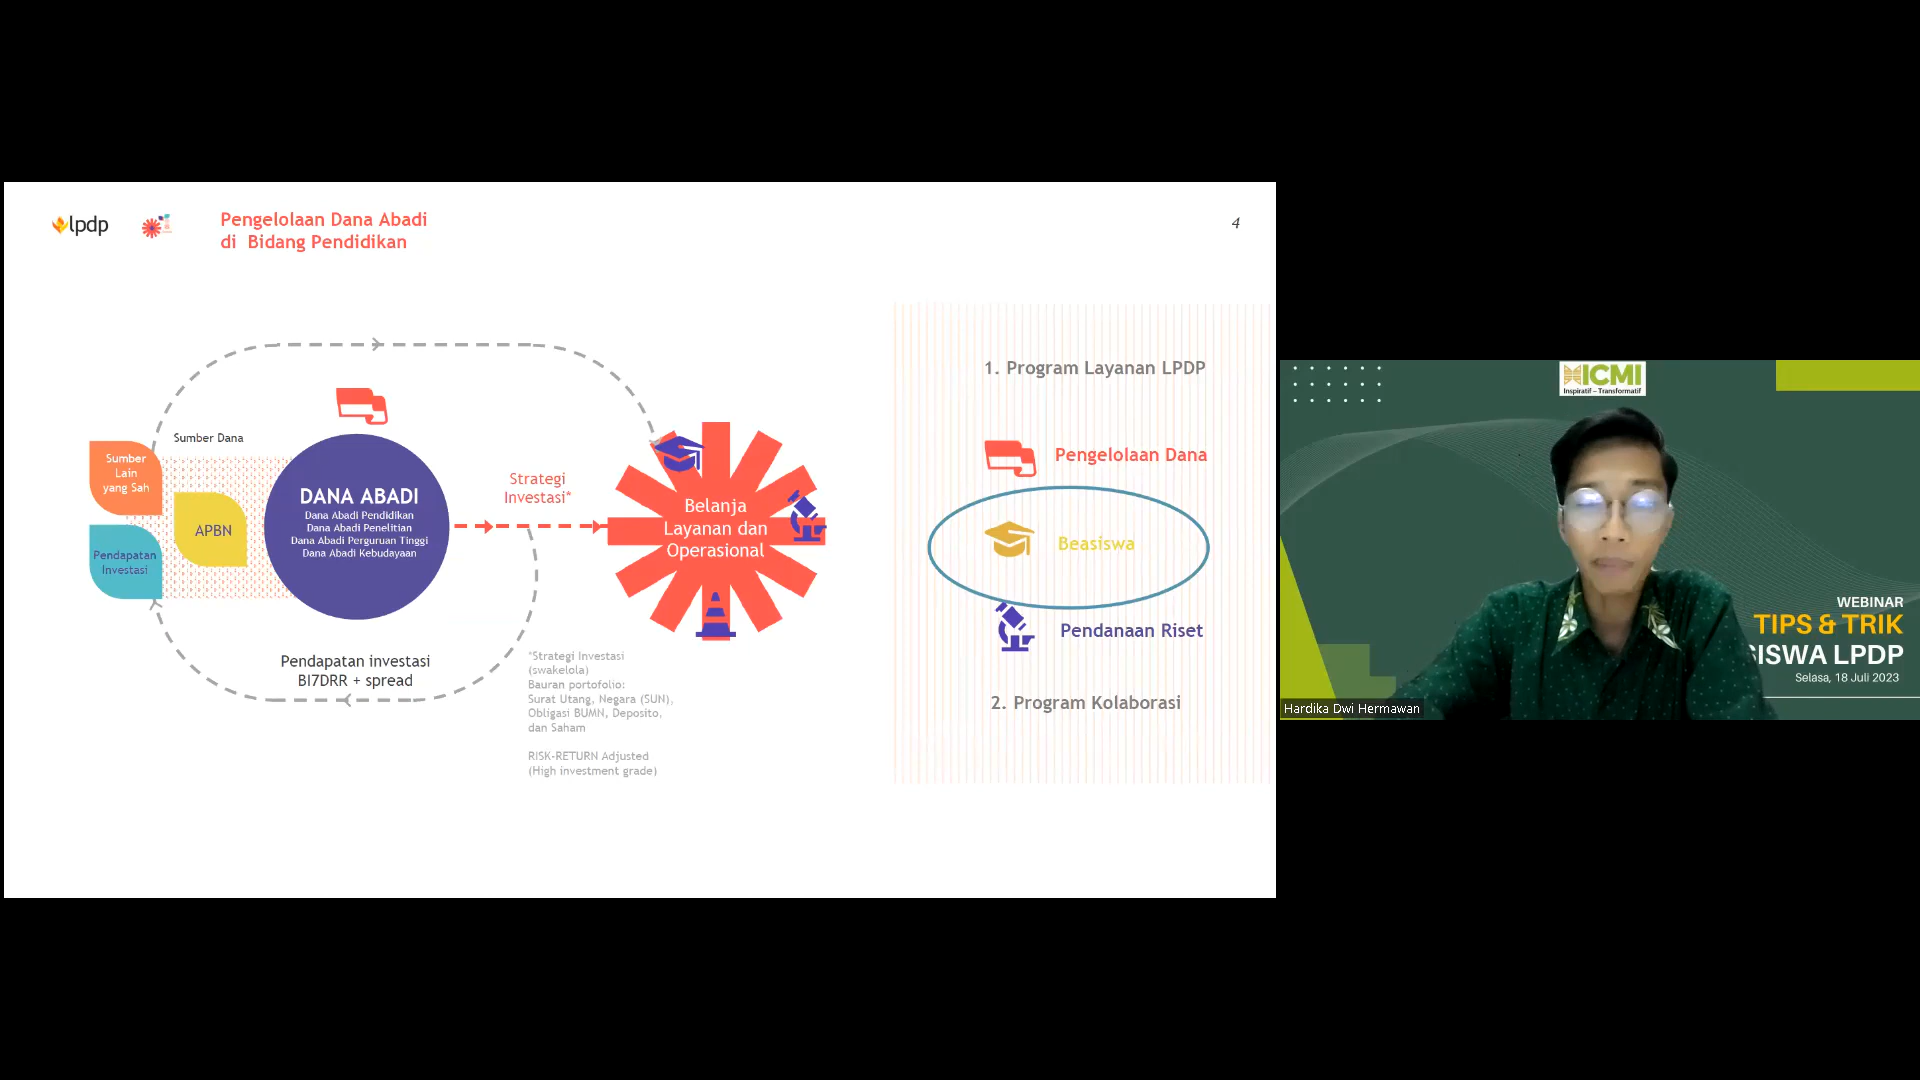 lpdp
Pengelolaan Dana Abadi
di Bidang Pendidikan
4
Sumber Dana
Sumber
Lain
yang Sah
APBN
Pendapatan
Investasi
DANA ABADI
Dana Abadi Pendidikan
Dana Abadi Penelitian
Dana Abadi Perguruan Tinggi
Dana Abadi Kebudayaan
Strategi
Investasi*
Belanja
Layanan dan
Operasional
Pendapatan investasi
BI7DRR + spread
*Strategi Investasi
(swakelola)
Bauran portofolio:
Surat Utang, Negara (SUN),
Obligasi BUMN, Deposito,
dan Saham
RISK-RETURN Adjusted
(High investment grade)
1. Program Layanan LPDP
Pengelolaan Dana
Beasiswa
Pendanaan Riset
2. Program Kolaborasi
ICMI
Inspiratif - Transformatif
WEBINAR
TIPS & TRIK
SISWA LPDP
Selasa, 18 Juli 2023
Hardika Dwi Hermawan